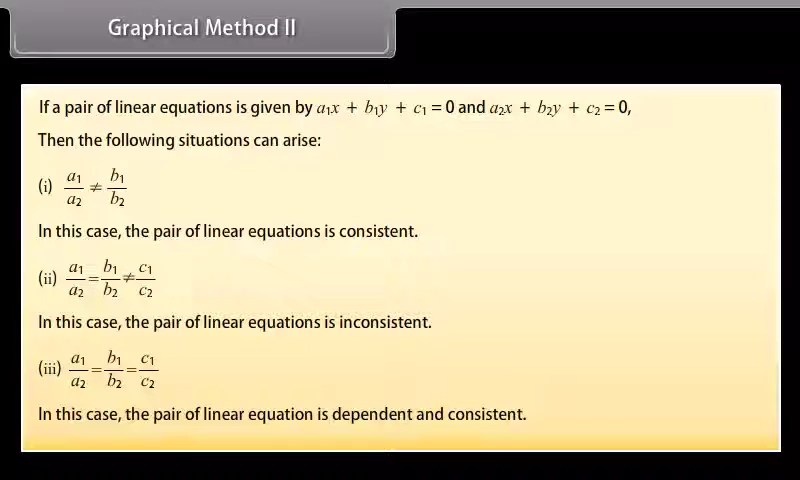 Graphical Method II
If a pair of linear equations is given by a₁x + b₁y + c₁ = 0 and a₂x + b₂y + c₂ = 0,
Then the following situations can arise:
(i) a₁/a₂ ≠ b₁/b₂
In this case, the pair of linear equations is consistent.
(ii) a₁/a₂ = b₁/b₂ ≠ c₁/c₂
In this case, the pair of linear equations is inconsistent.
(iii) a₁/a₂ = b₁/b₂ = c₁/c₂
In this case, the pair of linear equation is dependent and consistent.